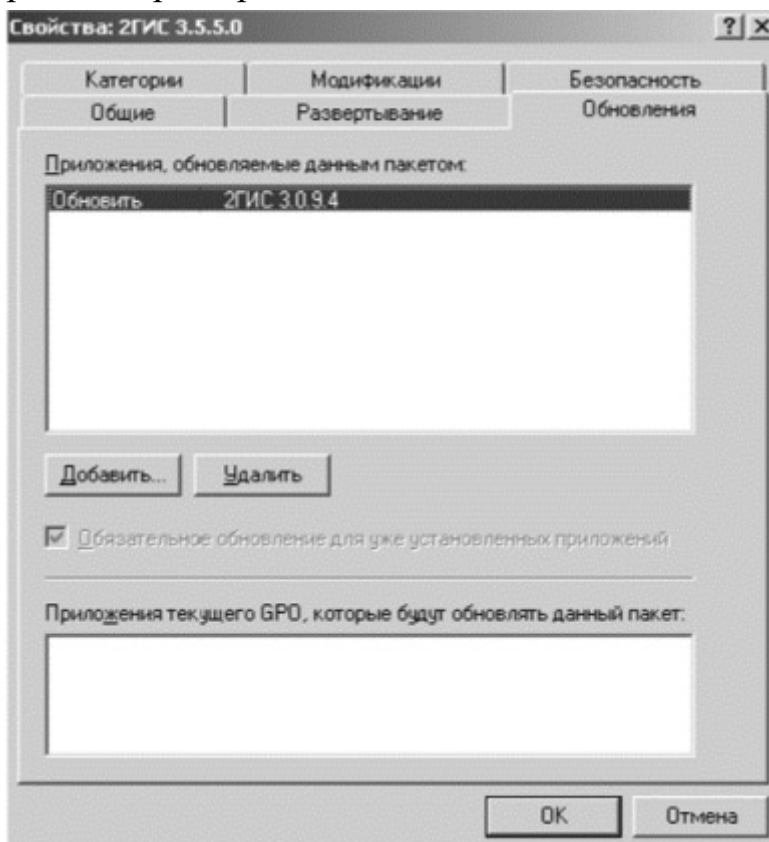 Свойства: 2ГИС 3.5.5.0
Категории Модификации Безопасность
Общие Развертывание Обновления
Приложения, обновляемые данным пакетом:
Обновить 2ГИС 3.0.9.4
Добавить... Удалить
Обязательное обновление для уже установленных приложений
Приложения текущего GPO, которые будут обновлять данный пакет:
OK Отмена